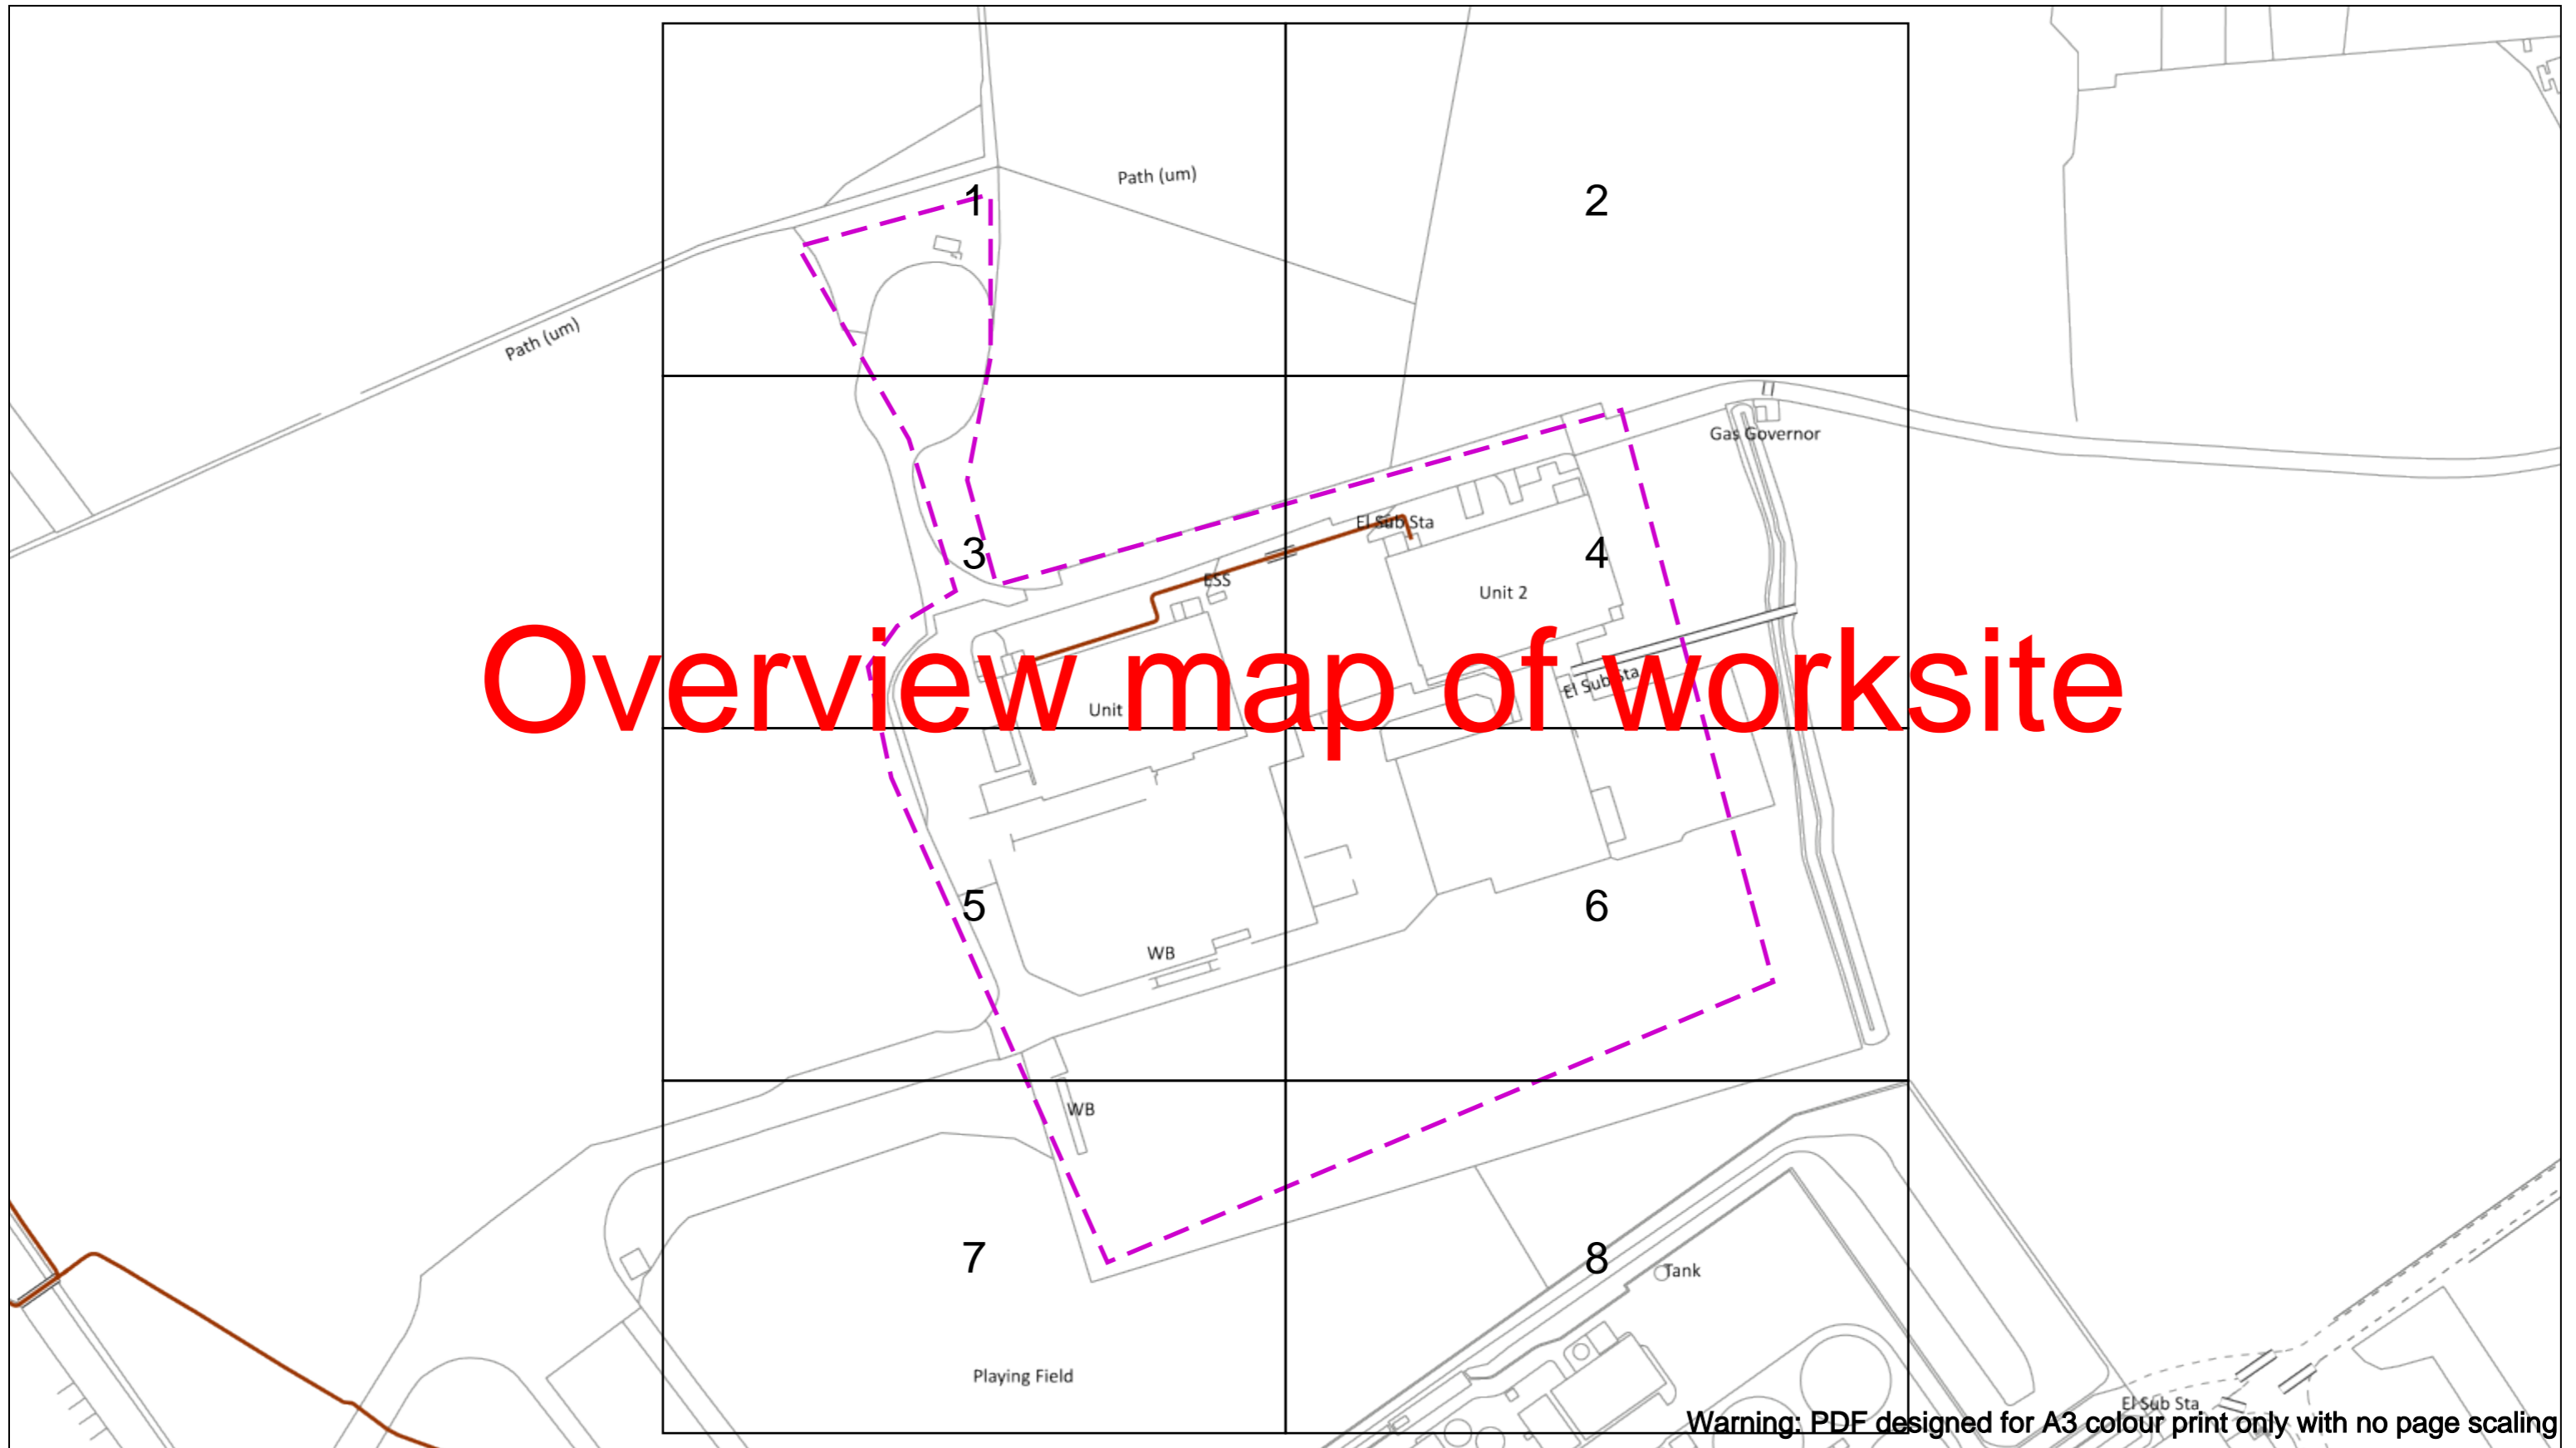 Path (um)
1
2
Path (um)
Gas Governor
El Sub Sta
3
4
ESS
Unit 2
Overview map of worksite
El Sub Sta
Unit
5
6
WB
WB
7
8
Tank
Playing Field
El Sub Sta
Warning: PDF designed for A3 colour print only with no page scaling